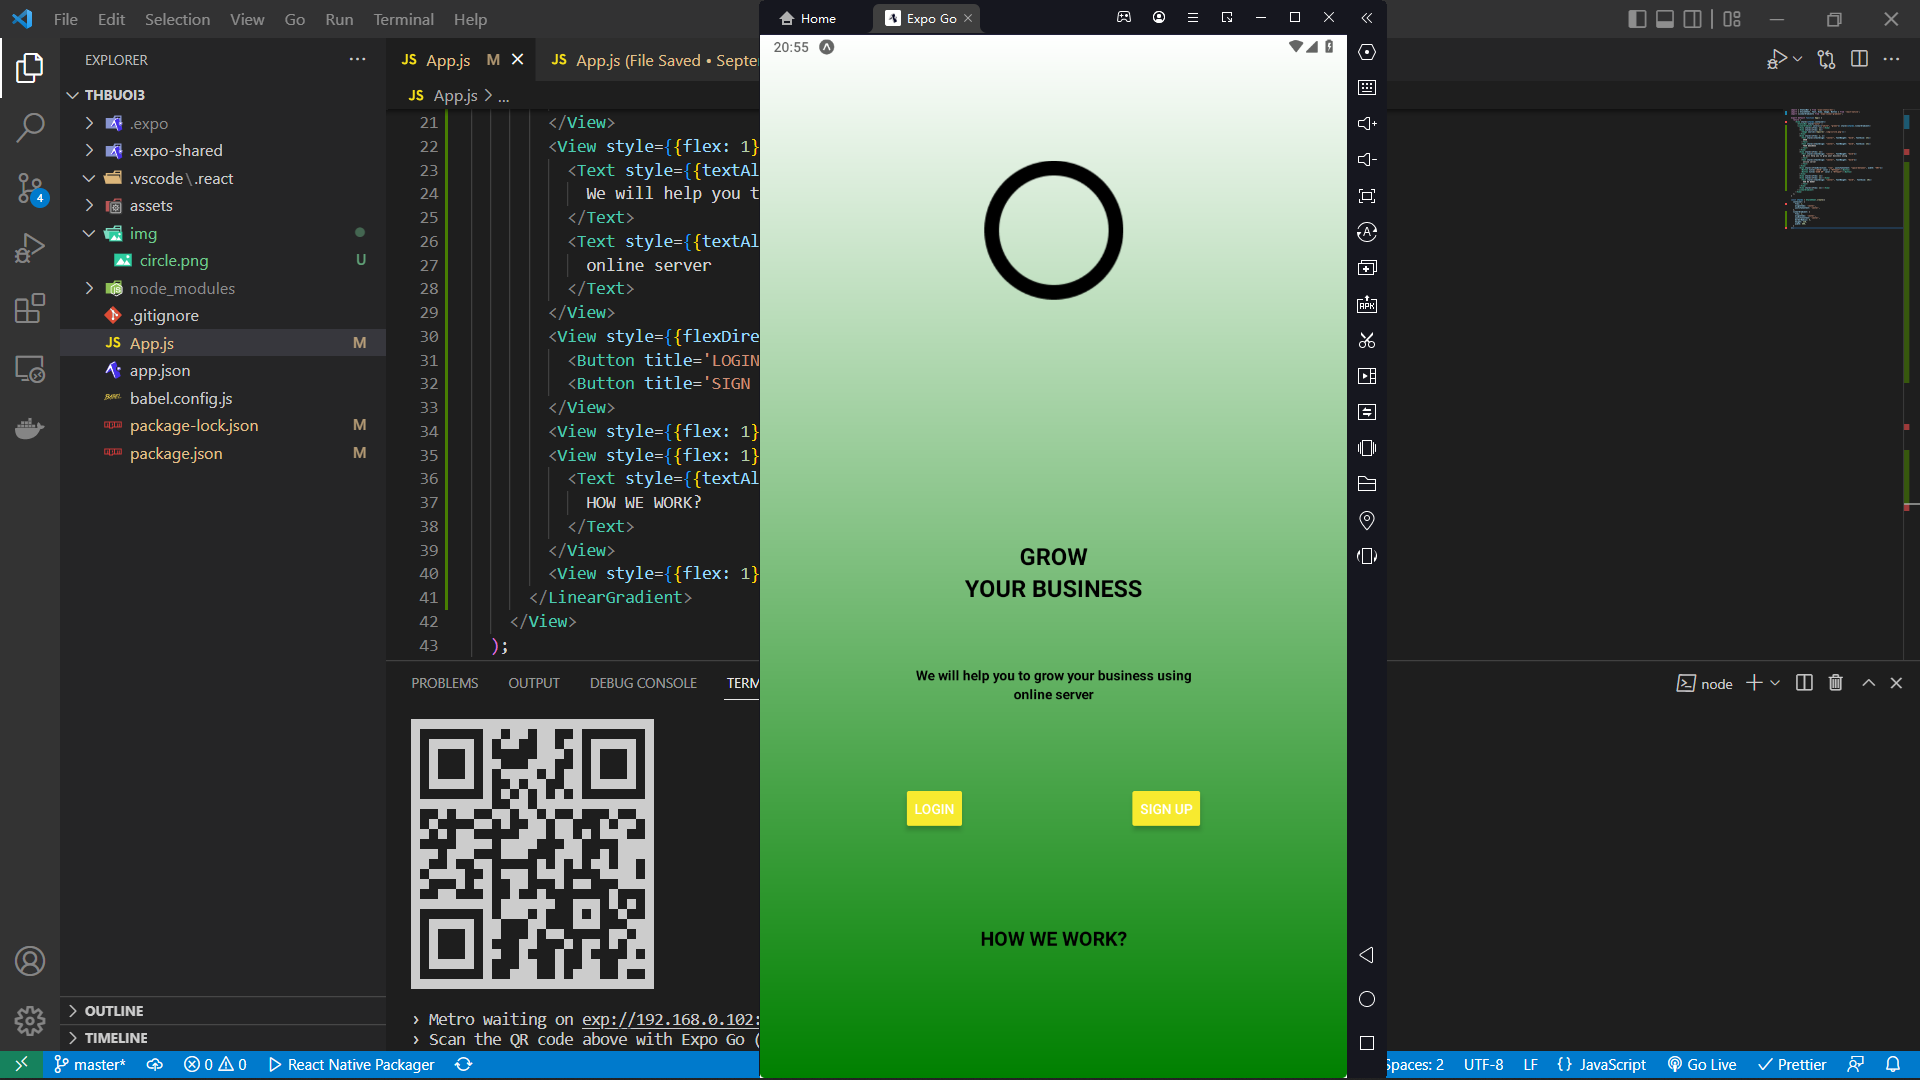 File Edit Selection View Go Run Terminal Help
EXPLORER
THBUOI3
.expo
.expo-shared
.vscode\.react
assets
img
circle.png U
node_modules
.gitignore
App.js M
app.json
babel.config.js
package-lock.json M
package.json M
OUTLINE
TIMELINE
JS App.js M
JS App.js (File Saved • Septe
JS App.js > ...
21 </View>
22 <View style={{flex: 1}
23 <Text style={{textAl
24 We will help you t
25 </Text>
26 <Text style={{textAl
27 online server
28 </Text>
29 </View>
30 <View style={{flexDire
31 <Button title='LOGIN
32 <Button title='SIGN
33 </View>
34 <View style={{flex: 1}
35 <View style={{flex: 1}
36 <Text style={{textAl
37 HOW WE WORK?
38 </Text>
39 </View>
40 <View style={{flex: 1}
41 </LinearGradient>
42 </View>
43 );
PROBLEMS OUTPUT DEBUG CONSOLE TERM
node
› Metro waiting on exp://192.168.0.102:
› Scan the QR code above with Expo Go (
Home
Expo Go
20:55
GROW
YOUR BUSINESS
We will help you to grow your business using
online server
LOGIN
SIGN UP
HOW WE WORK?
APK
4
master* 0 0 React Native Packager
Spaces: 2 UTF-8 LF {} JavaScript Go Live Prettier